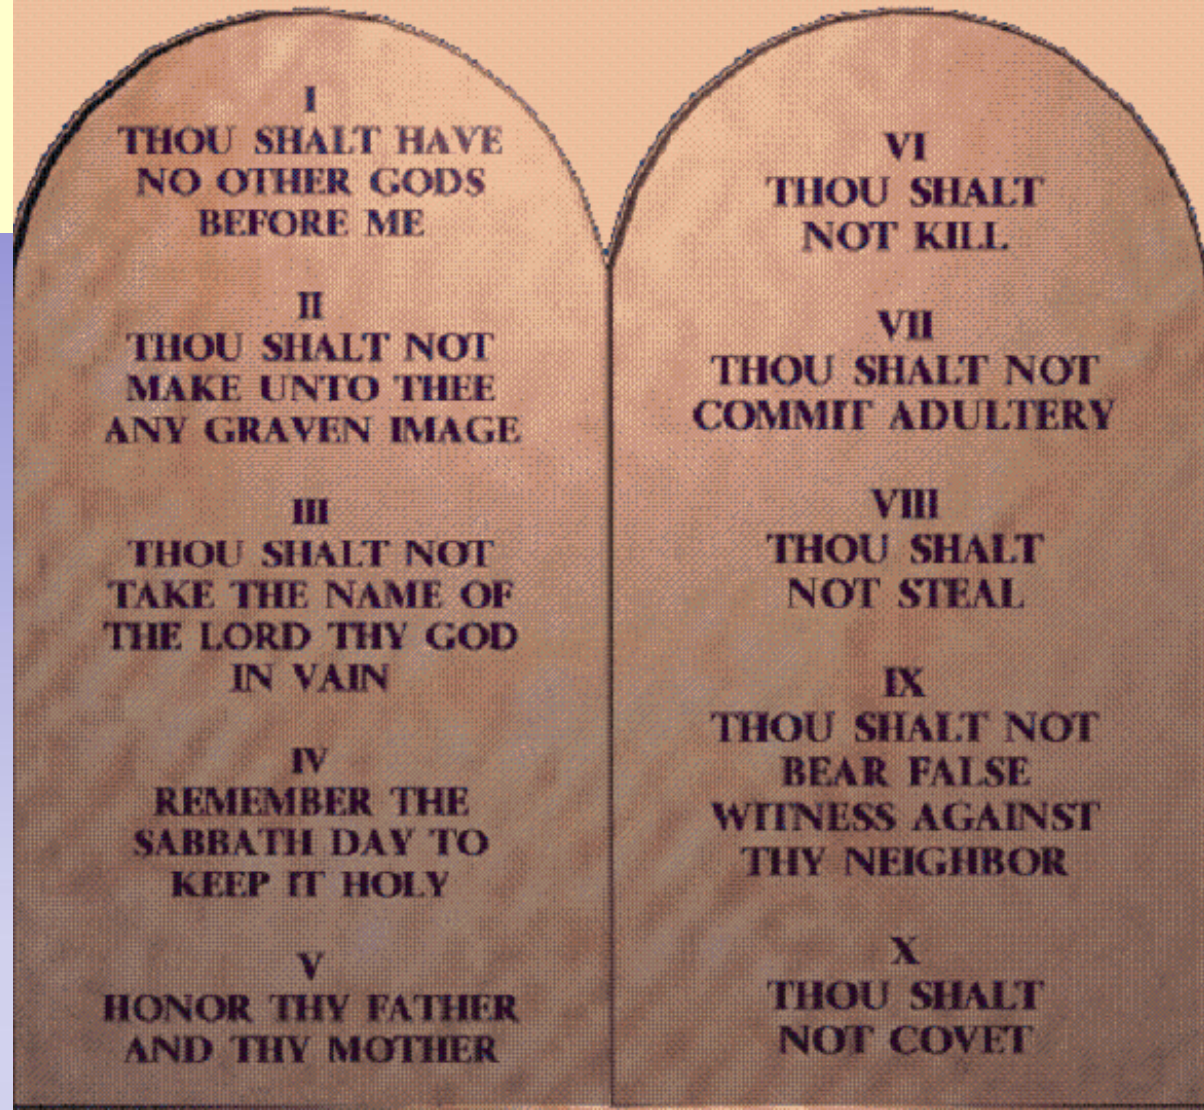 I
THOU SHALT HAVE
NO OTHER GODS
BEFORE ME
II
THOU SHALT NOT
MAKE UNTO THEE
ANY GRAVEN IMAGE
III
THOU SHALT NOT
TAKE THE NAME OF
THE LORD THY GOD
IN VAIN
IV
REMEMBER THE
SABBATH DAY TO
KEEP IT HOLY
V
HONOR THY FATHER
AND THY MOTHER
VI
THOU SHALT
NOT KILL
VII
THOU SHALT NOT
COMMIT ADULTERY
VIII
THOU SHALT
NOT STEAL
IX
THOU SHALT NOT
BEAR FALSE
WITNESS AGAINST
THY NEIGHBOR
X
THOU SHALT
NOT COVET